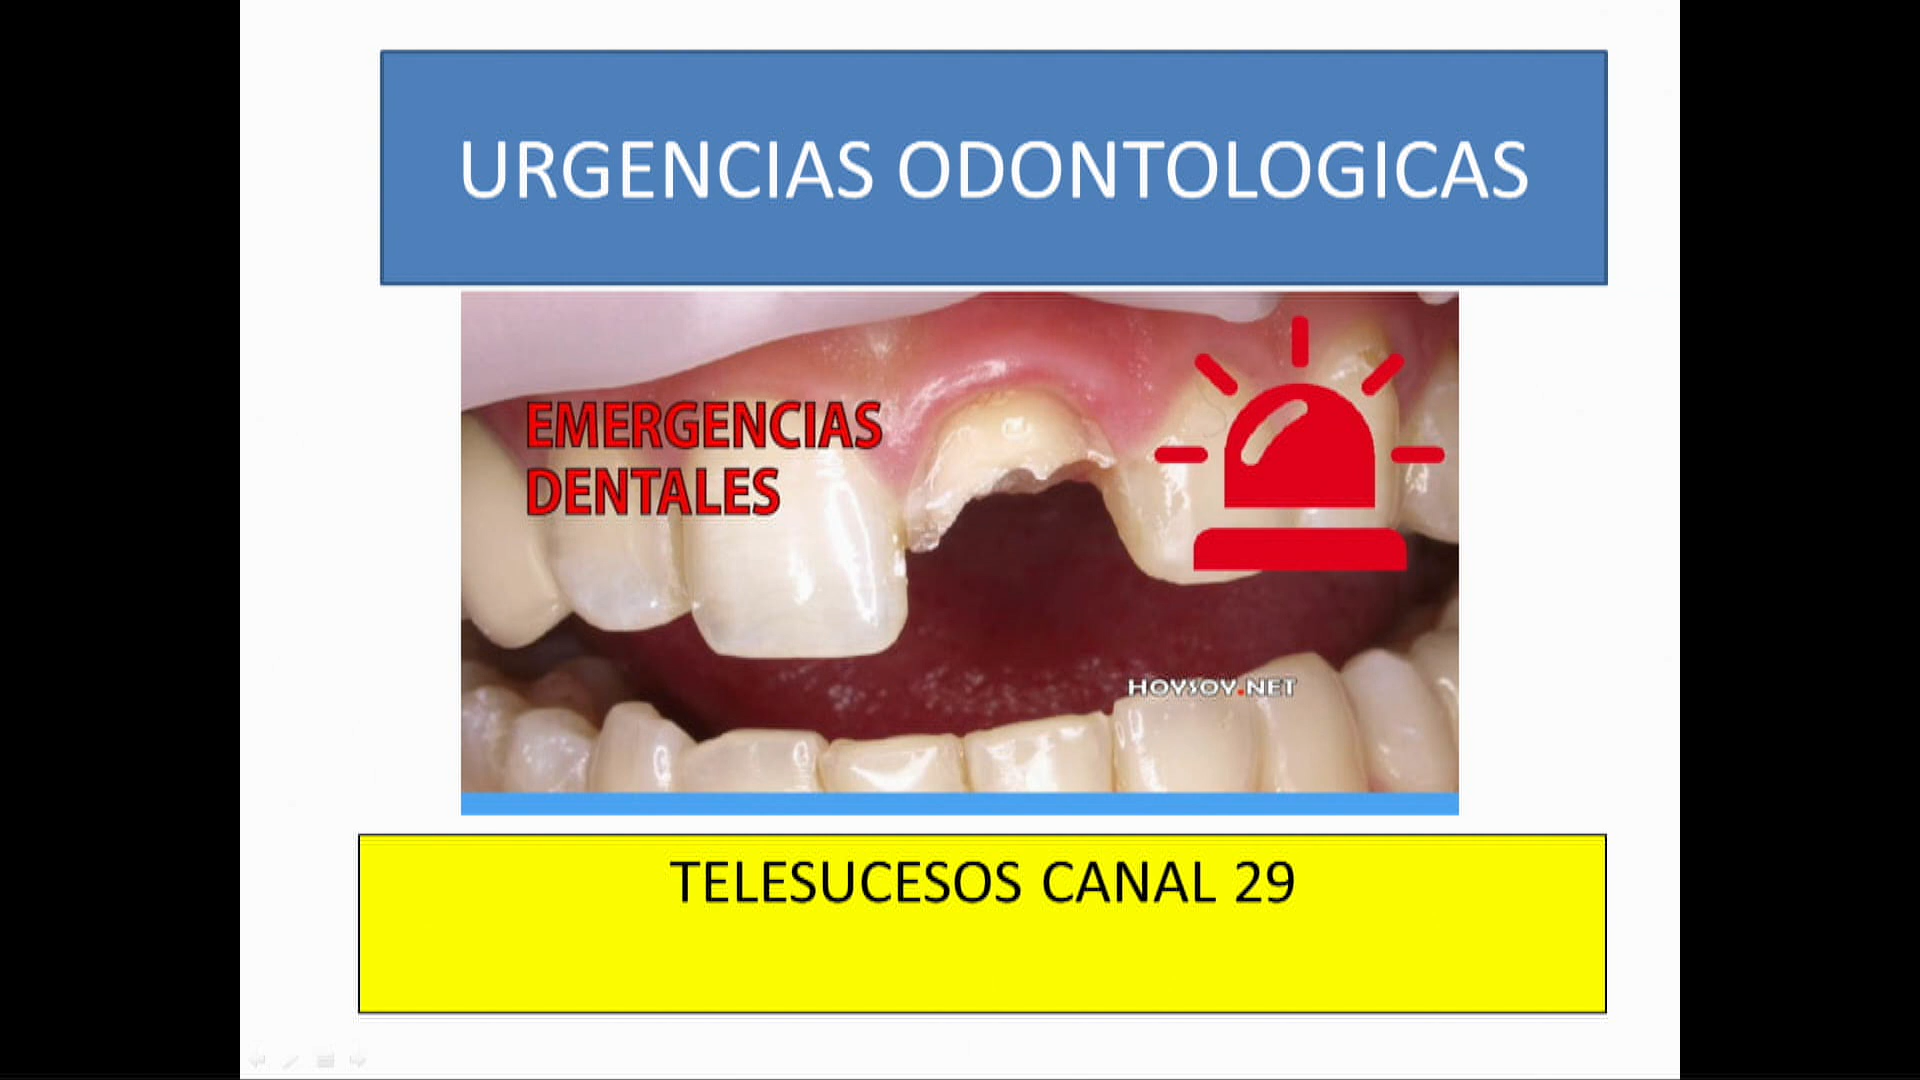 URGENCIAS ODONTOLOGICAS
EMERGENCIAS
DENTALES
HOYSOY.NET
TELESUCESOS CANAL 29